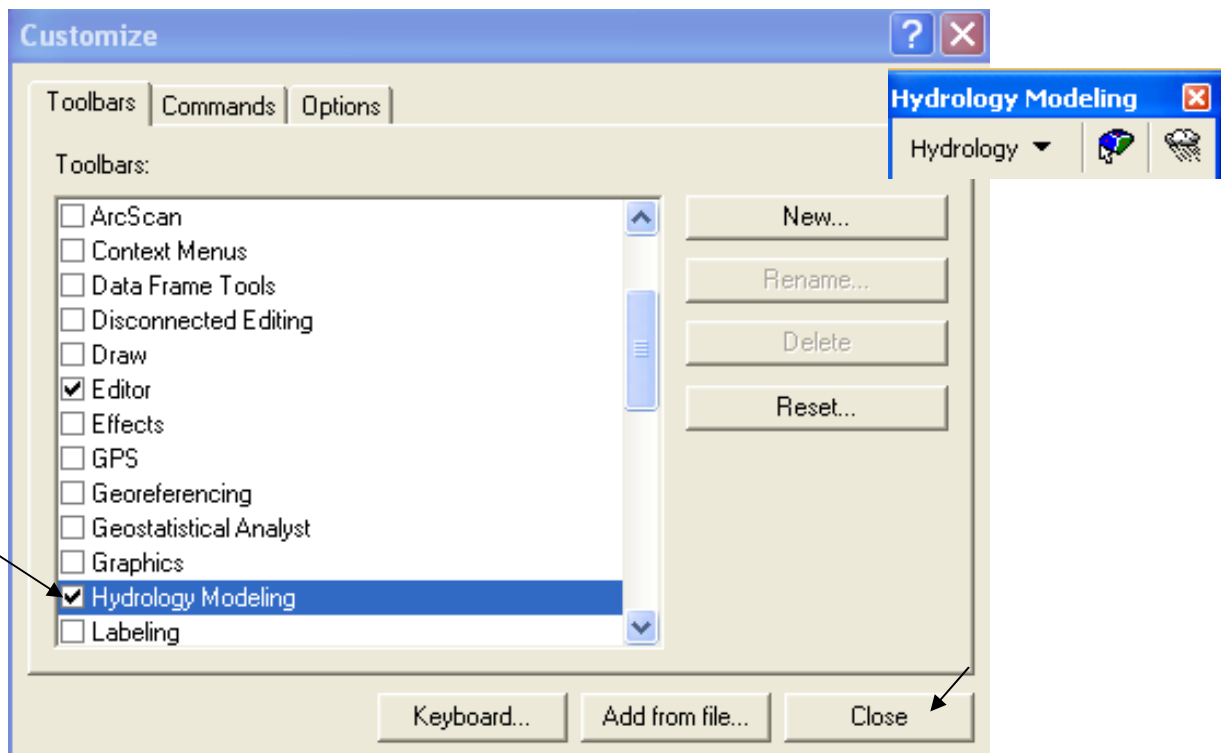 Customize
Toolbars Commands Options
Hydrology Modeling
Hydrology
Toolbars:
ArcScan
Context Menus
Data Frame Tools
Disconnected Editing
Draw
Editor
Effects
GPS
Georeferencing
Geostatistical Analyst
Graphics
Hydrology Modeling
Labeling
New...
Rename...
Delete
Reset...
Keyboard... Add from file... Close